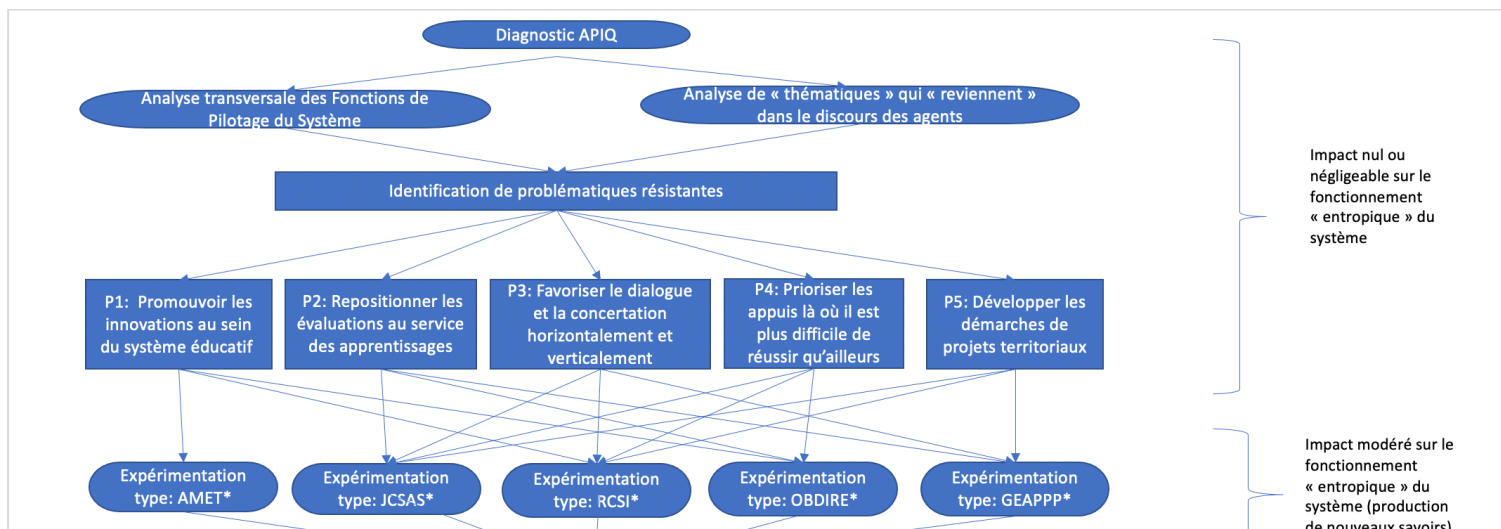 Diagnostic APIQ
Analyse transversale des Fonctions de
Pilotage du Système
Analyse de « thématiques » qui « reviennent »
dans le discours des agents
Identification de problématiques résistantes
Impact nul ou
négligeable sur le
fonctionnement
« entropique » du
système
P1: Promouvoir les
innovations au sein
du système éducatif
P2: Repositionner les
évaluations au service
des apprentissages
P3: Favoriser le dialogue
et la concertation
horizontalement et
verticalement
P4: Prioriser les
appuis là où il est
plus difficile de
réussir qu’ailleurs
P5: Développer les
démarches de
projets territoriaux
Expérimentation
type: AMET*
Expérimentation
type: JCSAS*
Expérimentation
type: RCSI*
Expérimentation
type: OBDIRE*
Expérimentation
type: GEAPPP*
Impact modéré sur le
fonctionnement
« entropique » du
système (production
de nouveaux savoirs)